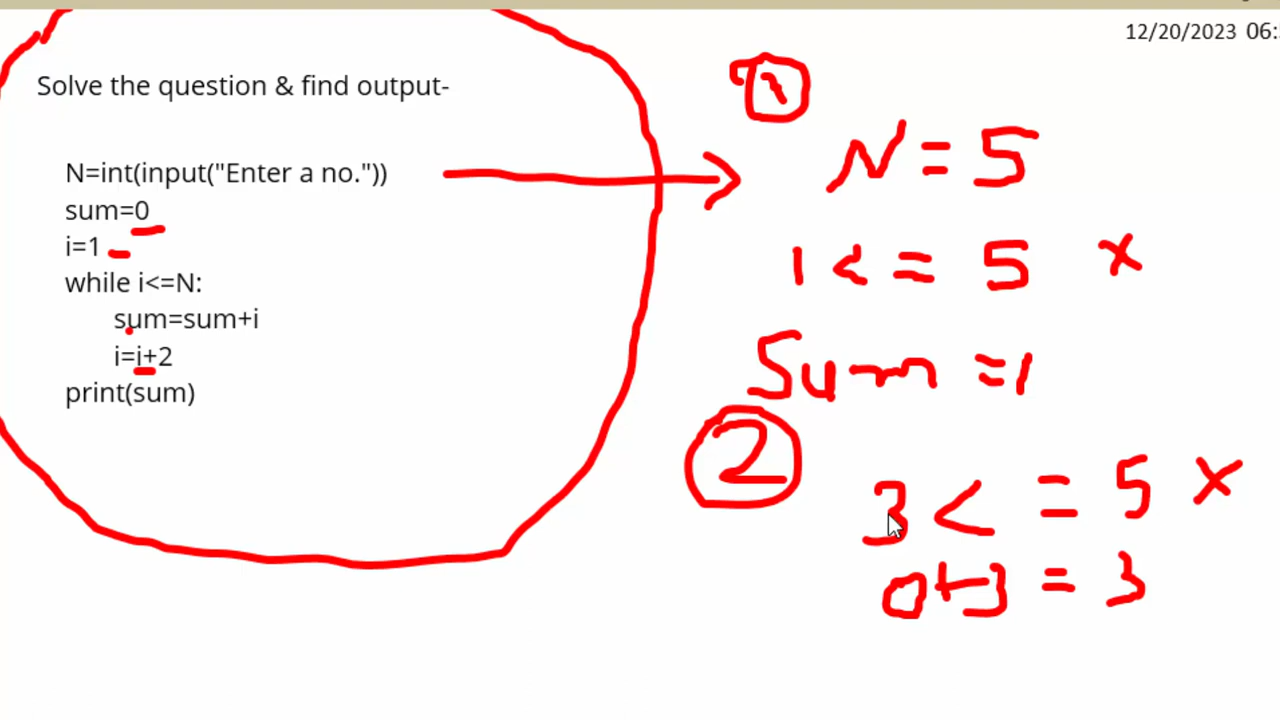 12/20/2023 06:
Solve the question & find output-
N=int(input("Enter a no."))
sum=0
i=1
while i<=N:
sum=sum+i
i=i+2
print(sum)
1
N=5
1<=5 x
Sum =1
2
3<=5 x
0+3=3